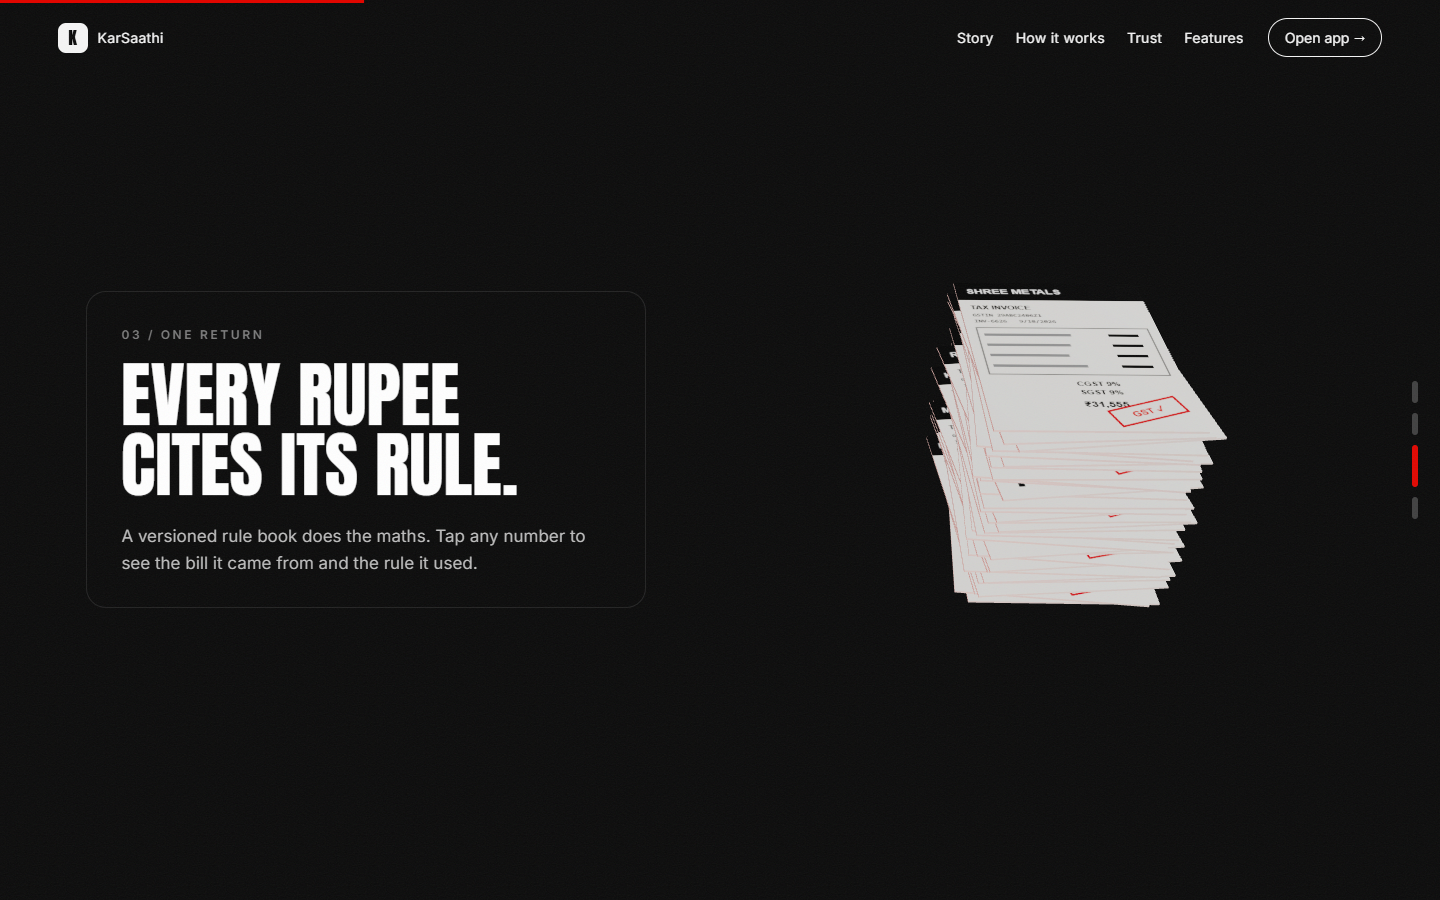 K
KarSaathi
Story
How it works
Trust
Features
Open app →
03 / ONE RETURN
EVERY RUPEE
CITES ITS RULE.
A versioned rule book does the maths. Tap any number to
see the bill it came from and the rule it used.
SHREE METALS
TAX INVOICE
CGST 9%
SGST 9%
₹31,555
GST ✓